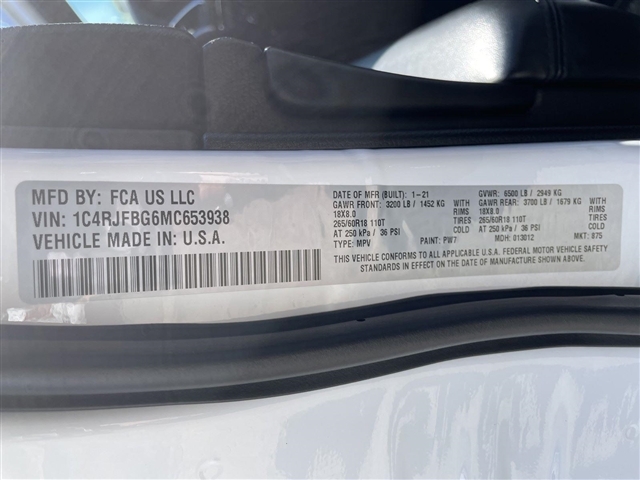 MFD BY: FCA US LLC
VIN: 1C4RJFBG6MC653938
VEHICLE MADE IN: U.S.A.
DATE OF MFR (BUILT): 1-21
GAWR FRONT: 3200 LB / 1452 KG
18X8.0 TIRES
265/60R18 110T COLD
AT 250 kPa / 36 PSI
TYPE: MPV PAINT: PW7
GVWR: 6500 LB / 2949 KG
GAWR REAR: 3700 LB / 1679 KG
18X8.0 TIRES
265/60R18 110T COLD
AT 250 kPa / 36 PSI
MDH: 013012 MKT: 875
THIS VEHICLE CONFORMS TO ALL APPLICABLE U.S.A. FEDERAL MOTOR VEHICLE SAFETY
STANDARDS IN EFFECT ON THE DATE OF MANUFACTURE SHOWN ABOVE.